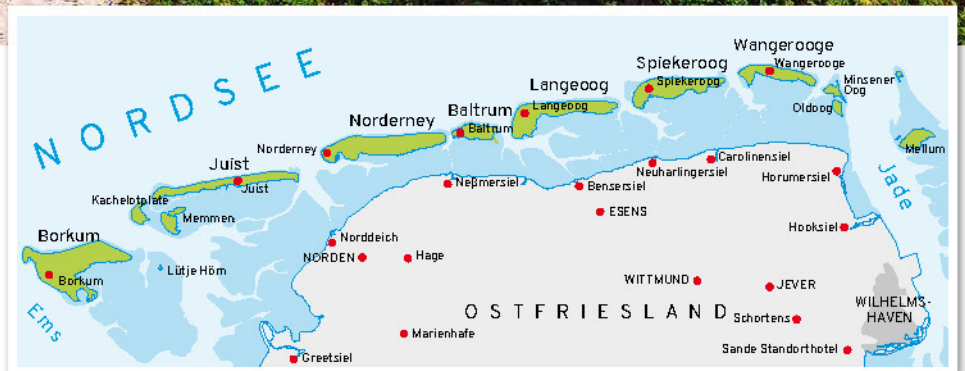 NORDSEE
Wangerooge
Wangerooge
Spiekeroog
Spiekeroog
Minsener
Oog
Langeoog
Langeoog
Oldoog
Baltrum
Baltrum
Norderney
Norderney
Mellum
Jade
Juist
Juist
Carolinensiel
Neuharlingersiel
Horumersiel
Neßmersiel
Bensersiel
Kachelotplate
Memmen
ESENS
Hooksiel
Borkum
Borkum
Norddeich
NORDEN
Hage
Lütje Hörn
Ems
WITTMUND
JEVER
OSTFRIESLAND
WILHELMS-
HAVEN
Schortens
Marienhafe
Sande Standorthotel
Greetsiel